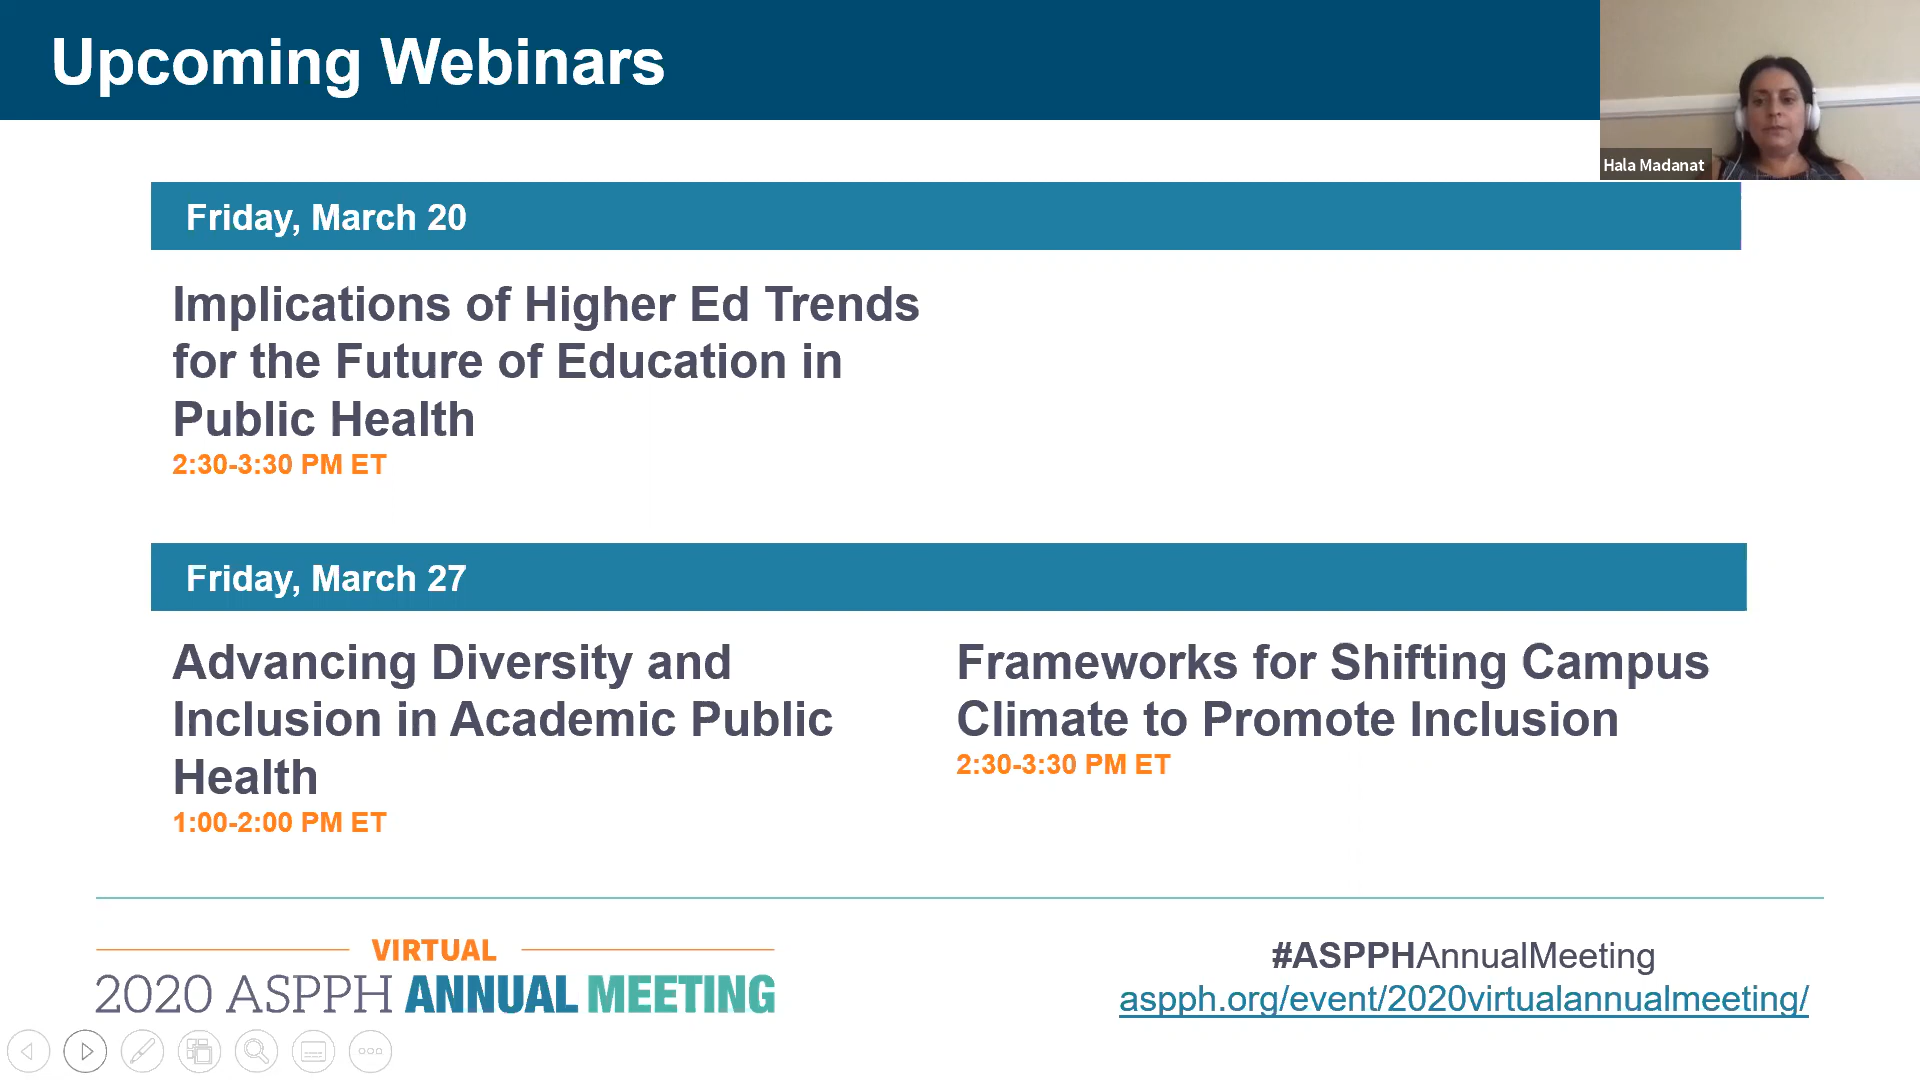 Upcoming Webinars
Hala Madanat
Friday, March 20
Implications of Higher Ed Trends
for the Future of Education in
Public Health
2:30-3:30 PM ET
Friday, March 27
Advancing Diversity and
Inclusion in Academic Public
Health
1:00-2:00 PM ET
Frameworks for Shifting Campus
Climate to Promote Inclusion
2:30-3:30 PM ET
VIRTUAL
2020 ASPPH ANNUAL MEETING
#ASPPHAnnualMeeting
aspph.org/event/2020virtualannualmeeting/